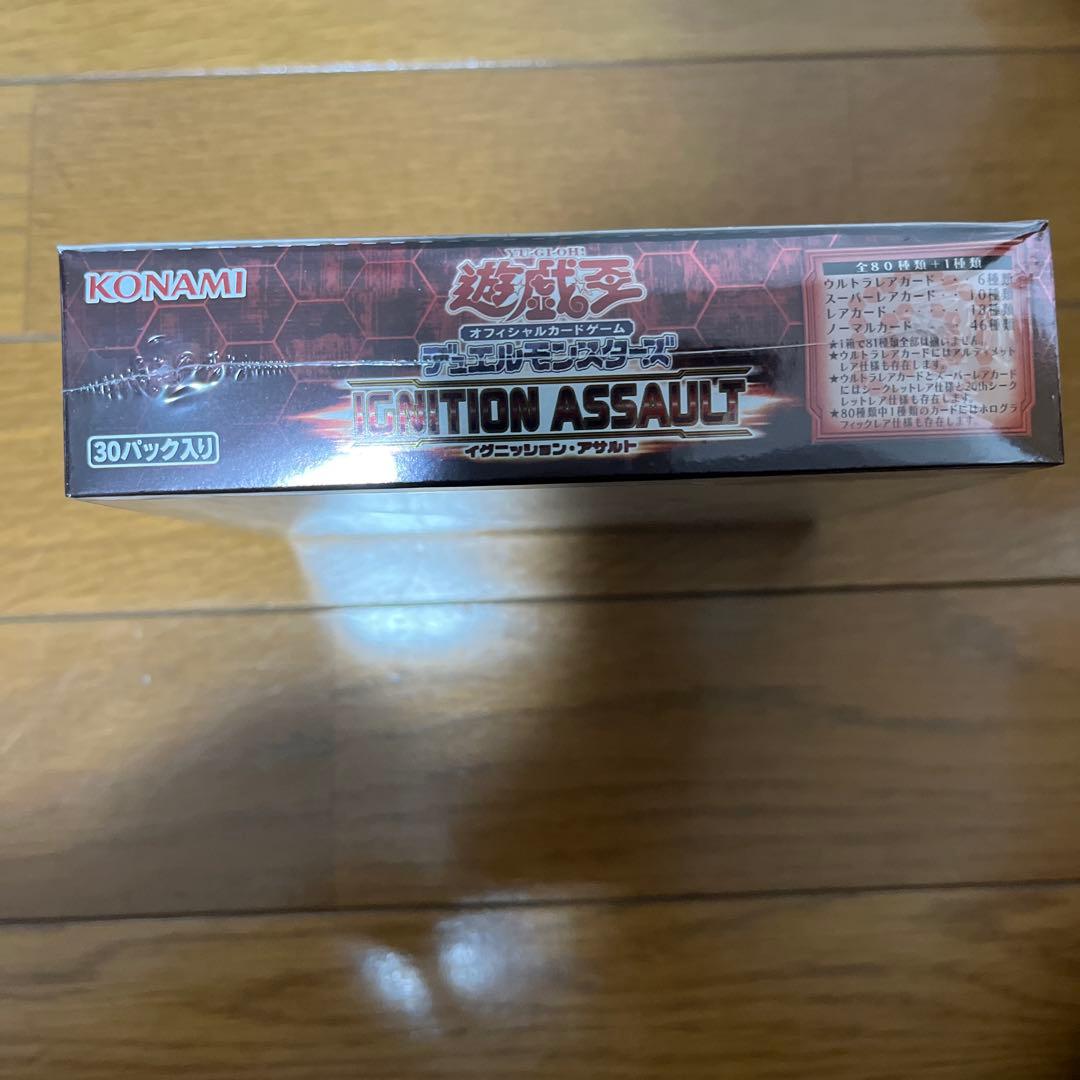 KONAMI
YU-GI-OH!
遊戯王
オフィシャルカードゲーム
デュエルモンスターズ
IGNITION ASSAULT
イグニッション・アサルト
30パック入り
全80種類+1種類
ウルトラレアカード・・・6種類
スーパーレアカード・・10種類
レアカード・・・・・・18種類
ノーマルカード・・・・46種類
★1箱で81種類全部は揃いません。
★ウルトラレアカードにはアルティメット
レア仕様も存在します。
★ウルトラレアカードとスーパーレアカード
にはシークレットレア仕様と20thシーク
レットレア仕様も存在します。
★80種類中1種類のカードにはホログラ
フィックレア仕様も存在します。